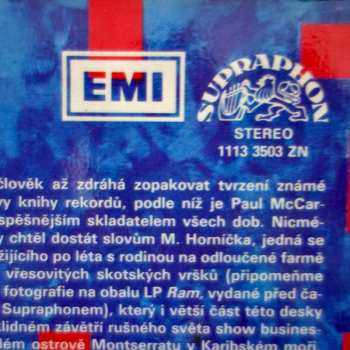 EMI
SUPRAPHON
STEREO
1113 3503 ZN
člověk až zdráhá zopakovat tvrzení známé
vy knihy rekordů, podle níž je Paul McCar-
spěšnějším skladatelem všech dob. Nicmé-
y chtěl dostát slovům M. Horníčka, jedná se
žijícího po léta s rodinou na odloučené farmě
vřesovitých skotských vršků (připomeňme
fotografie na obalu LP Ram, vydané před ča-
Supraphonem), který i větší část této desky
klidném závětří rušného světa show busines-
ém ostrově Montserratu v Karibském moři.